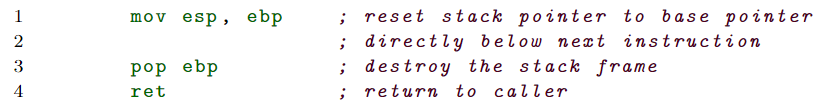 1 mov esp, ebp ; reset stack pointer to base pointer
2 ; directly below next instruction
3 pop ebp ; destroy the stack frame
4 ret ; return to caller